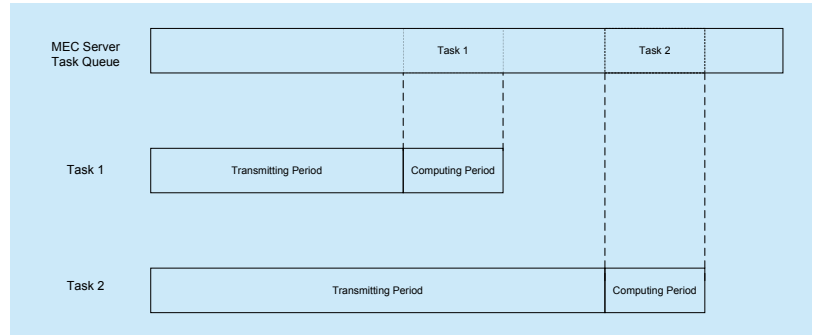 MEC Server
Task Queue
Task 1
Task 2
Task 1
Transmitting Period
Computing Period
Task 2
Transmitting Period
Computing Period